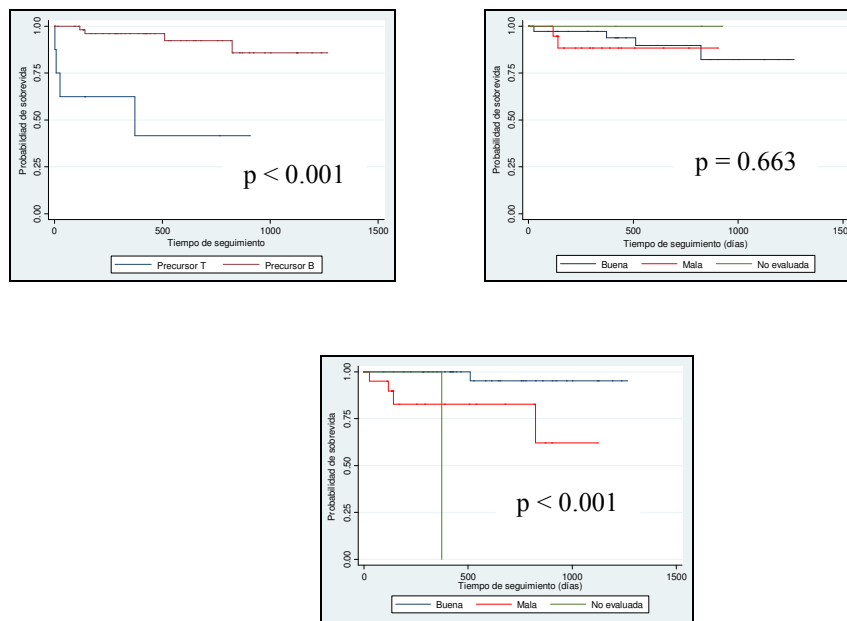 Probabilidad de sobrevida
1.00
0.75
0.50
0.25
0.00
p < 0.001
0
500
1000
1500
Tiempo de seguimiento
Precursor T
Precursor B
Probabilidad de sobrevida
1.00
0.75
0.50
0.25
0.00
p = 0.663
0
500
1000
1500
Tiempo de seguimiento (días)
Buena
Mala
No evaluada
Probabilidad de sobrevida
1.00
0.75
0.50
0.25
0.00
p < 0.001
0
500
1000
1500
Tiempo de seguimiento (días)
Buena
Mala
No evaluada